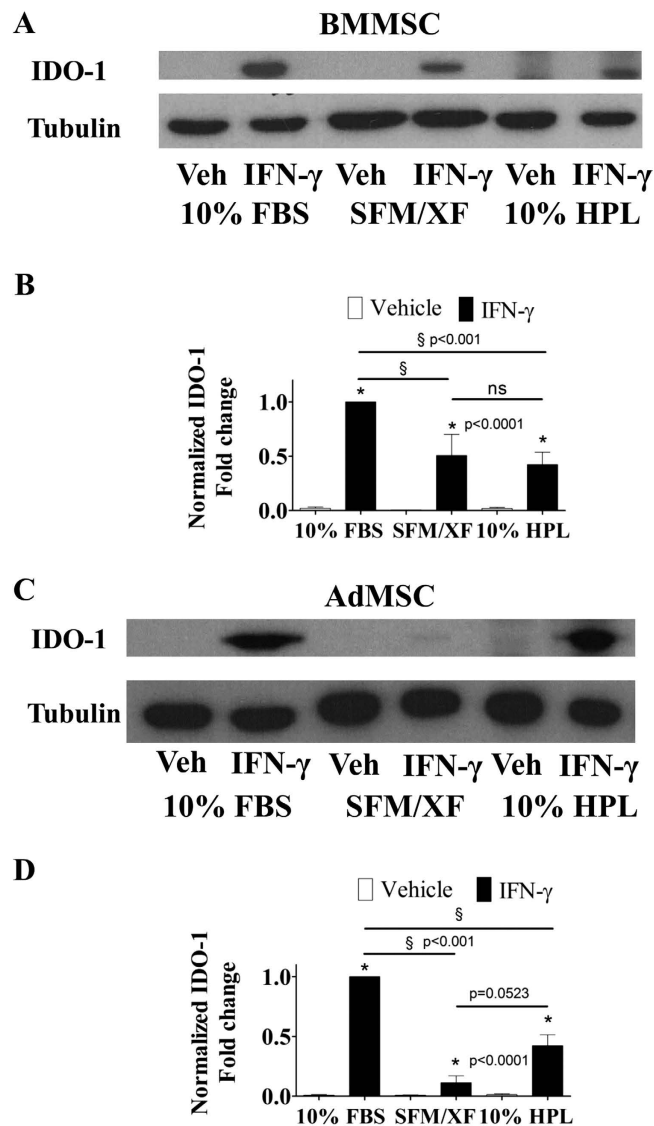 A
BMMSC
IDO-1
Tubulin
Veh IFN-γ Veh IFN-γ Veh IFN-γ
10% FBS SFM/XF 10% HPL
B
Vehicle IFN-γ
§ p<0.001
§
ns
* * p<0.0001 *
Normalized IDO-1
Fold change
1.0
0.5
0.0
10% FBS SFM/XF 10% HPL
C
AdMSC
IDO-1
Tubulin
Veh IFN-γ Veh IFN-γ Veh IFN-γ
10% FBS SFM/XF 10% HPL
D
Vehicle IFN-γ
§
§ p<0.001
p=0.0523
* * p<0.0001 *
Normalized IDO-1
Fold change
1.0
0.5
0.0
10% FBS SFM/XF 10% HPL